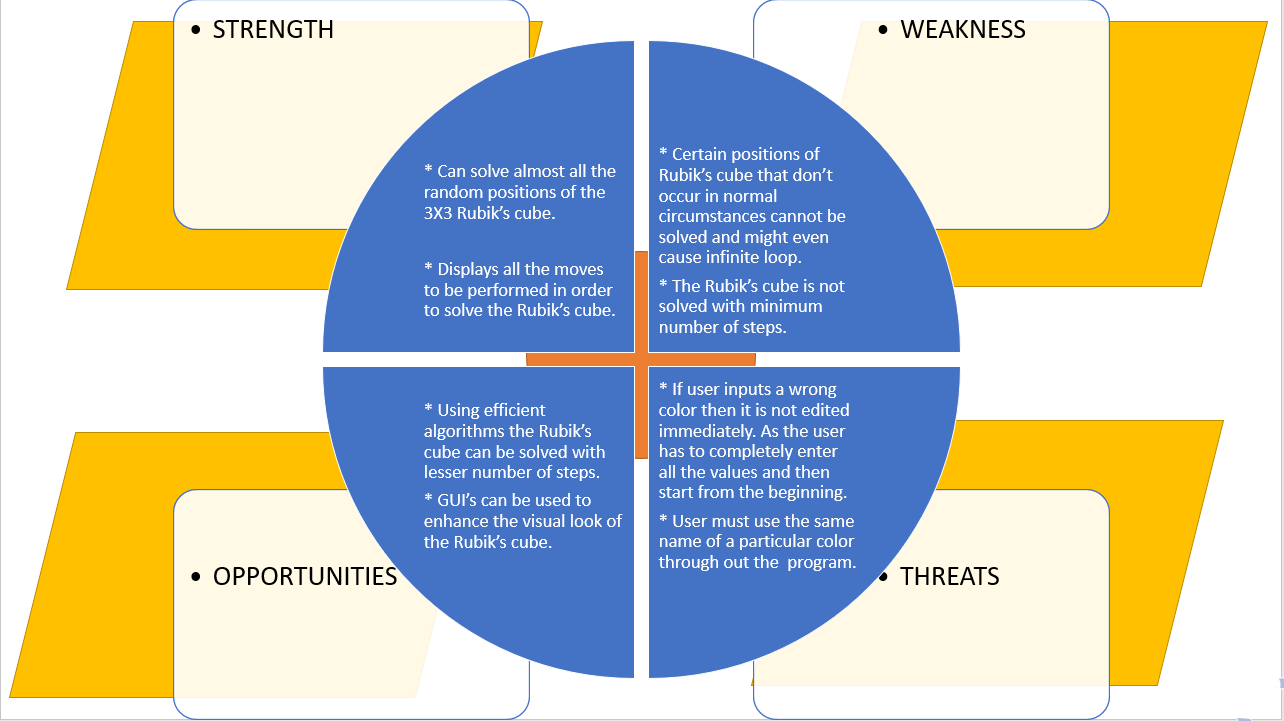 • STRENGTH
* Can solve almost all the
random positions of the
3X3 Rubik's cube.
* Displays all the moves
to be performed in order
to solve the Rubik's cube.
• WEAKNESS
* Certain positions of
Rubik's cube that don't
occur in normal
circumstances cannot be
solved and might even
cause infinite loop.
* The Rubik's cube is not
solved with minimum
number of steps.
* Using efficient
algorithms the Rubik's
cube can be solved with
lesser number of steps.
* GUI's can be used to
enhance the visual look of
the Rubik's cube.
• OPPORTUNITIES
* If user inputs a wrong
color then it is not edited
immediately. As the user
has to completely enter
all the values and then
start from the beginning.
* User must use the same
name of a particular color
through out the  program.
• THREATS